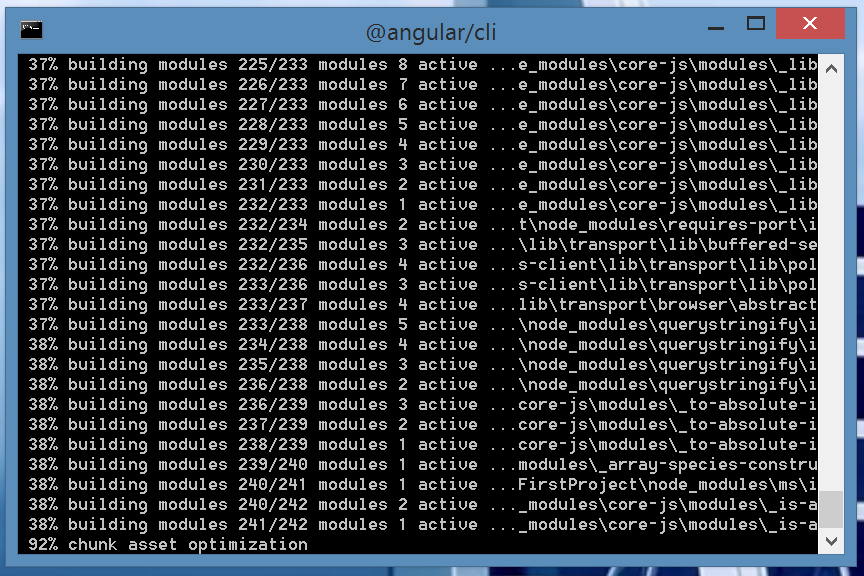 @angular/cli
37% building modules 225/233 modules 8 active ...e_modules\core-js\modules\_lib
37% building modules 226/233 modules 7 active ...e_modules\core-js\modules\_lib
37% building modules 227/233 modules 6 active ...e_modules\core-js\modules\_lib
37% building modules 228/233 modules 5 active ...e_modules\core-js\modules\_lib
37% building modules 229/233 modules 4 active ...e_modules\core-js\modules\_lib
37% building modules 230/233 modules 3 active ...e_modules\core-js\modules\_lib
37% building modules 231/233 modules 2 active ...e_modules\core-js\modules\_lib
37% building modules 232/233 modules 1 active ...e_modules\core-js\modules\_lib
37% building modules 232/234 modules 2 active ...t\node_modules\requires-port\i
37% building modules 232/235 modules 3 active ...\lib\transport\lib\buffered-se
37% building modules 232/236 modules 4 active ...s-client\lib\transport\lib\pol
37% building modules 233/236 modules 3 active ...s-client\lib\transport\lib\pol
37% building modules 233/237 modules 4 active ...lib\transport\browser\abstract
37% building modules 233/238 modules 5 active ...\node_modules\querystringify\i
38% building modules 234/238 modules 4 active ...\node_modules\querystringify\i
38% building modules 235/238 modules 3 active ...\node_modules\querystringify\i
38% building modules 236/238 modules 2 active ...\node_modules\querystringify\i
38% building modules 236/239 modules 3 active ...core-js\modules\_to-absolute-i
38% building modules 237/239 modules 2 active ...core-js\modules\_to-absolute-i
38% building modules 238/239 modules 1 active ...core-js\modules\_to-absolute-i
38% building modules 239/240 modules 1 active ...modules\_array-species-constru
38% building modules 240/241 modules 1 active ...FirstProject\node_modules\ms\i
38% building modules 240/242 modules 2 active ..._modules\core-js\modules\_is-a
38% building modules 241/242 modules 1 active ..._modules\core-js\modules\_is-a
92% chunk asset optimization